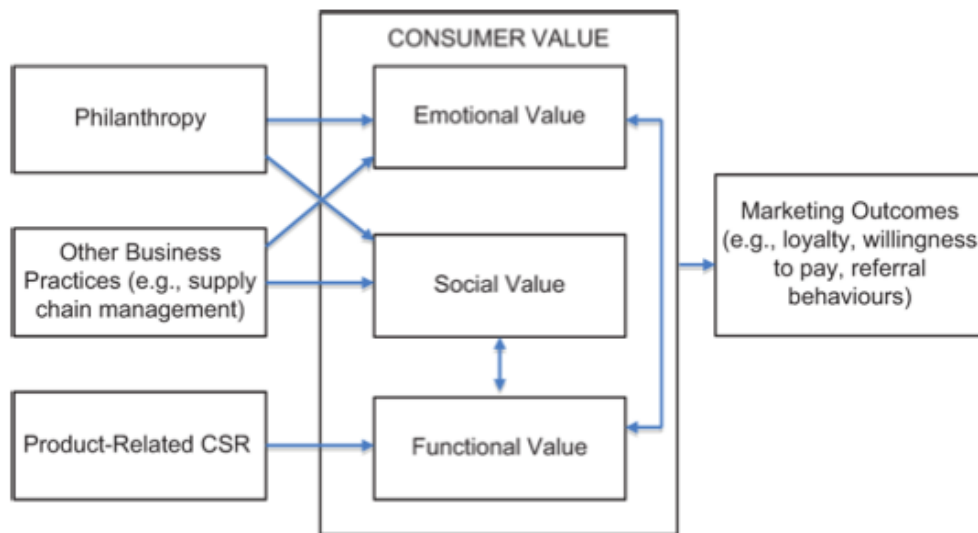 CONSUMER VALUE
Philanthropy
Emotional Value
Other Business
Practices (e.g., supply
chain management)
Social Value
Marketing Outcomes
(e.g., loyalty, willingness
to pay, referral
behaviours)
Product-Related CSR
Functional Value